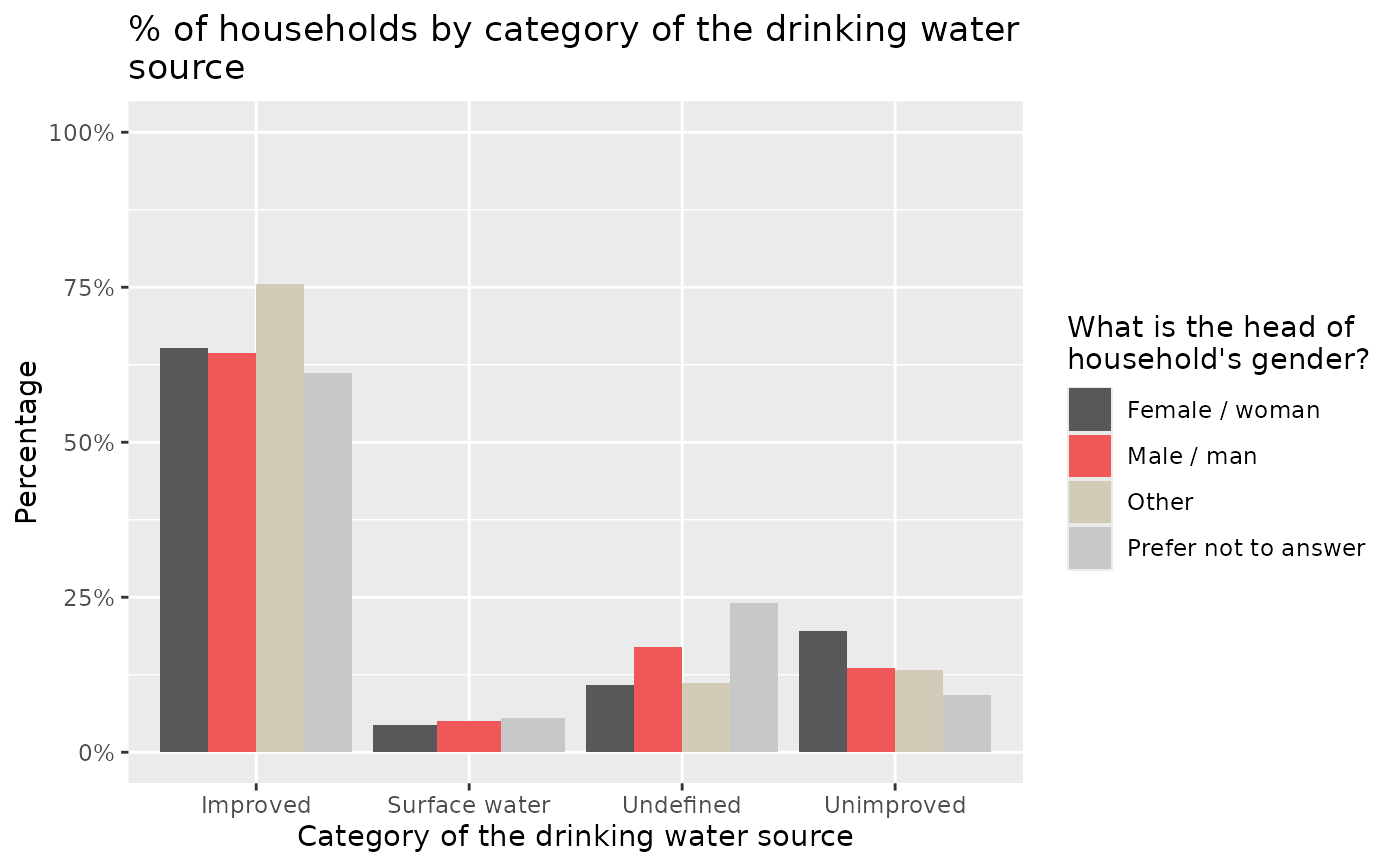 % of households by category of the drinking water
source
100%
75%
50%
25%
0%
Percentage
Improved
Surface water
Undefined
Unimproved
Category of the drinking water source
What is the head of
household's gender?
Female / woman
Male / man
Other
Prefer not to answer